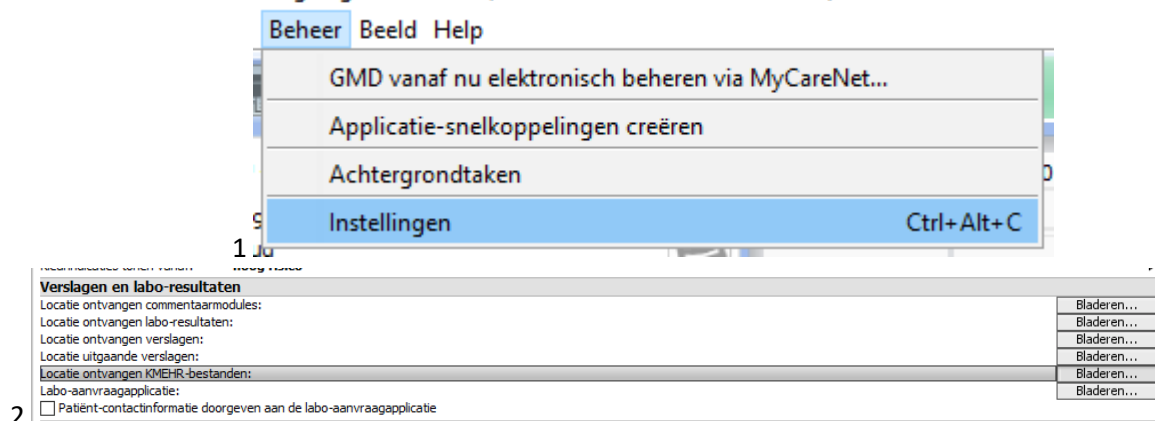 Beheer Beeld Help
GMD vanaf nu elektronisch beheren via MyCareNet...
Applicatie-snelkoppelingen creëren
Achtergrondtaken
Instellingen Ctrl+Alt+C
1
Verslagen en labo-resultaten
Locatie ontvangen commentaarmodules: Bladeren...
Locatie ontvangen labo-resultaten: Bladeren...
Locatie ontvangen verslagen: Bladeren...
Locatie uitgaande verslagen: Bladeren...
Locatie ontvangen KMEHR-bestanden: Bladeren...
Labo-aanvraagapplicatie: Bladeren...
2 Patiënt-contactinformatie doorgeven aan de labo-aanvraagapplicatie